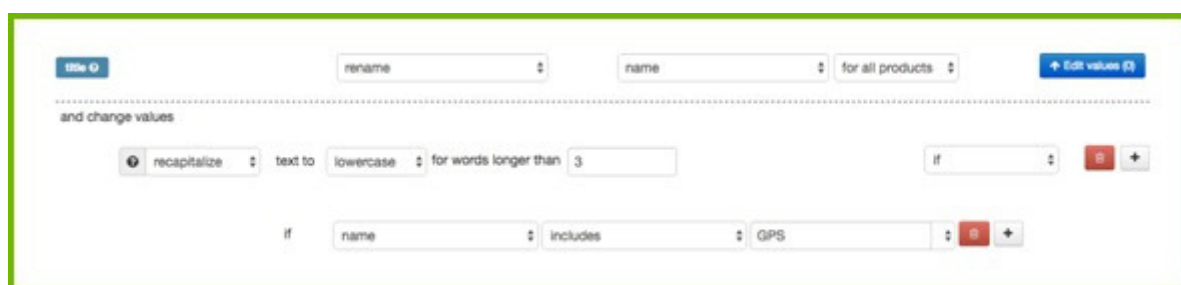 title
rename name for all products Edit values (0)
and change values
recapitalize text to lowercase for words longer than 3 if
if name includes GPS